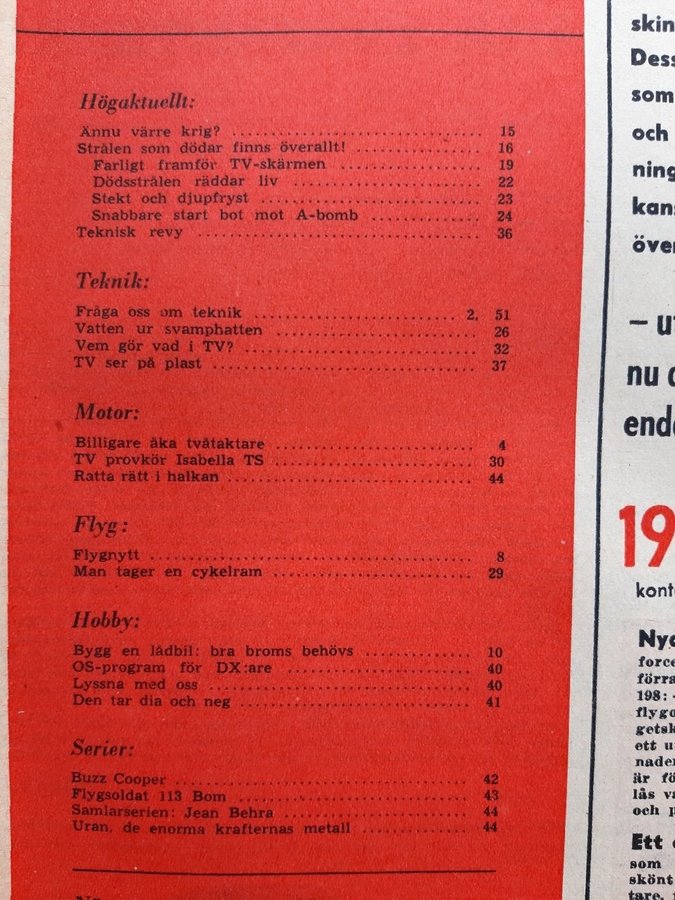 Högaktuellt:
Ännu värre krig? 15
Strålen som dödar finns överallt! 16
Farligt framför TV-skärmen 19
Dödsstrålen räddar liv 22
Stekt och djupfryst 23
Snabbare start bot mot A-bomb 24
Teknisk revy 36
Teknik:
Fråga oss om teknik 2, 51
Vatten ur svamphatten 26
Vem gör vad i TV? 32
TV ser på plast 37
Motor:
Billigare åka tvåtaktare 4
TV provkör Isabella TS 30
Ratta rätt i halkan 44
Flyg:
Flygnytt 8
Man tager en cykelram 29
Hobby:
Bygg en lådbil: bra broms behövs 10
OS-program för DX:are 40
Lyssna med oss 40
Den tar dia och neg 41
Serier:
Buzz Cooper 42
Flygsoldat 113 Bom 43
Samlarserien: Jean Behra 44
Uran, de enorma krafternas metall 44
skin
Dess
som
och
ning
kans
över
– ut
nu
ende
19
kont
Nyc
force
förra
198:-
flygo
getsk
ett u
nader
är fö
lås va
och p
Ett
som
skönt
tare,